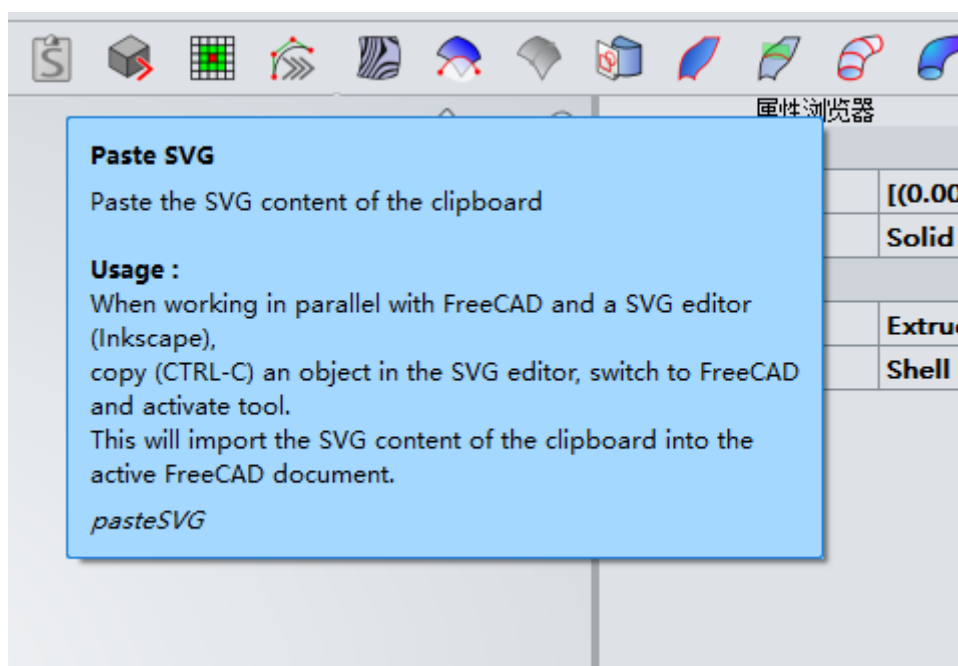 属性浏览器
Paste SVG
Paste the SVG content of the clipboard
[(0.00
Solid
Usage :
When working in parallel with FreeCAD and a SVG editor
(Inkscape),
Extru
copy (CTRL-C) an object in the SVG editor, switch to FreeCAD
Shell
and activate tool.
This will import the SVG content of the clipboard into the
active FreeCAD document.
pasteSVG